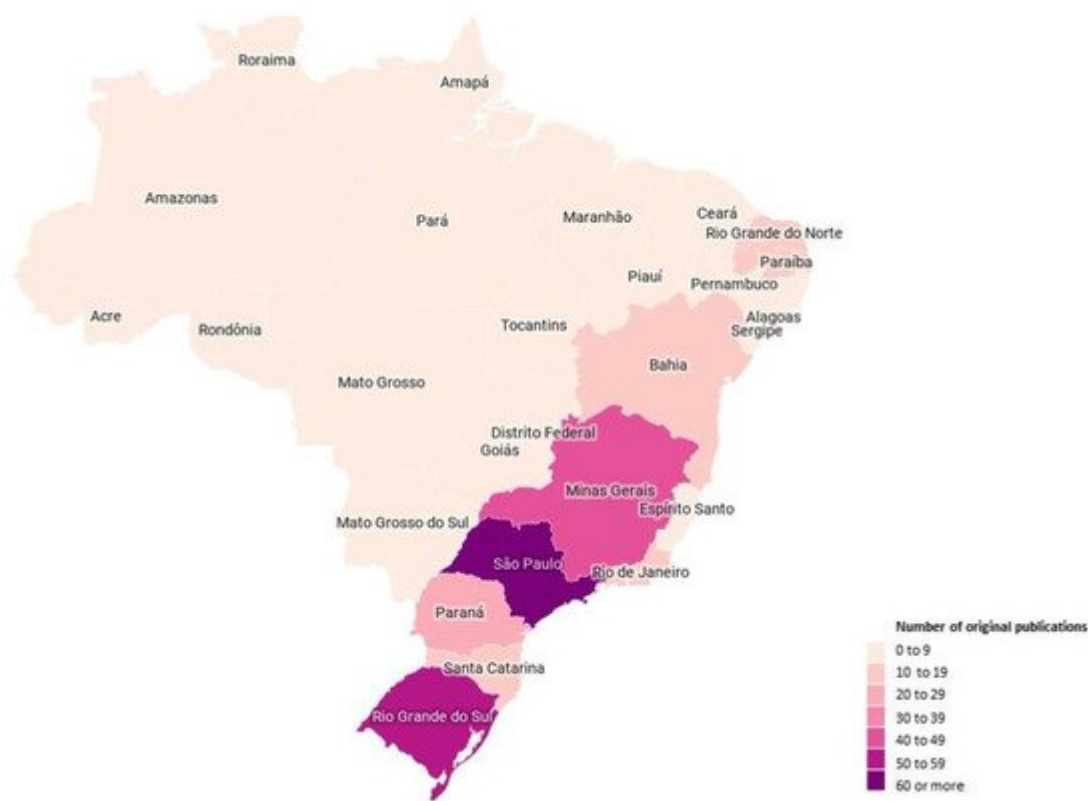 Roraima
Amapá
Amazonas
Pará
Maranhão
Ceará
Rio Grande do Norte
Paraíba
Piauí
Pernambuco
Acre
Rondônia
Tocantins
Alagoas
Sergipe
Bahia
Mato Grosso
Distrito Federal
Goiás
Minas Gerais
Espírito Santo
Mato Grosso do Sul
São Paulo
Rio de Janeiro
Paraná
Santa Catarina
Rio Grande do Sul
Number of original publications
0 to 9
10 to 19
20 to 29
30 to 39
40 to 49
50 to 59
60 or more